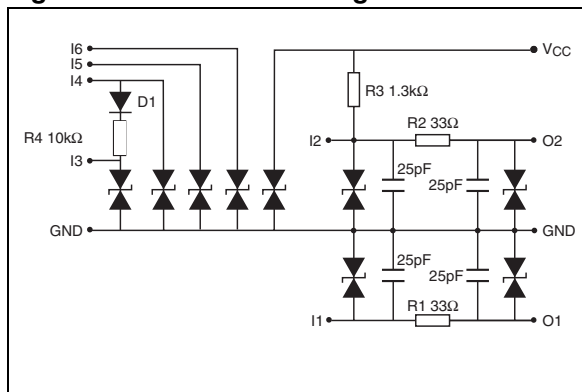 I6
I5
I4
VCC
D1
R3 1.3kΩ
R4 10kΩ
I3
I2
R2 33Ω
O2
25pF
25pF
GND
GND
25pF
25pF
I1
R1 33Ω
O1